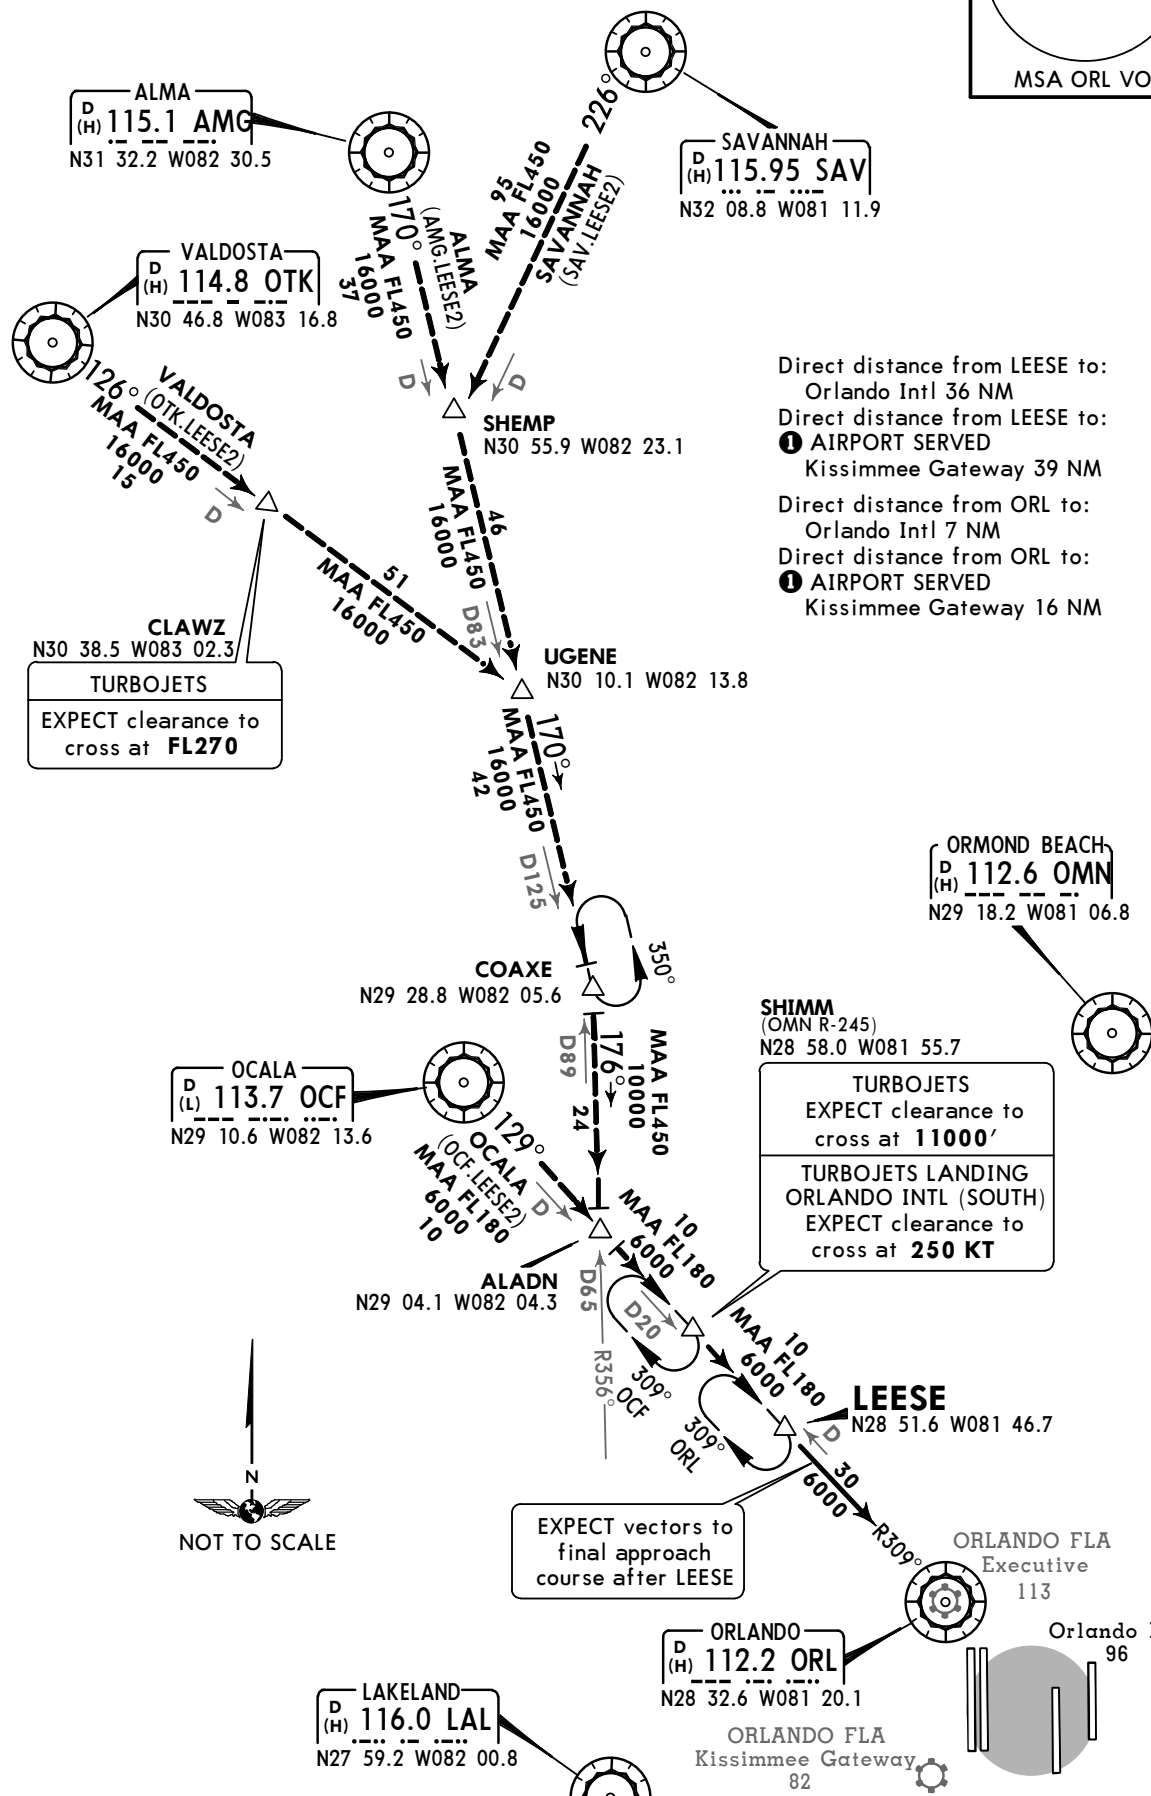 MSA ORL VO
ALMA
D
(H) 115.1 AMG
N31 32.2 W082 30.5
226°
SAVANNAH
D
(H) 115.95 SAV
N32 08.8 W081 11.9
95
MAA FL450
16000
SAVANNAH
(SAV.LEESE2)
170°
ALMA
(AMG.LEESE2)
MAA FL450
16000
37
D
D
VALDOSTA
D
(H) 114.8 OTK
N30 46.8 W083 16.8
126°
VALDOSTA
(OTK.LEESE2)
MAA FL450
16000
15
D
SHEMP
N30 55.9 W082 23.1
Direct distance from LEESE to:
Orlando Intl 36 NM
Direct distance from LEESE to:
1 AIRPORT SERVED
Kissimmee Gateway 39 NM
Direct distance from ORL to:
Orlando Intl 7 NM
Direct distance from ORL to:
1 AIRPORT SERVED
Kissimmee Gateway 16 NM
46
MAA FL450
16000
D83
51
MAA FL450
16000
CLAWZ
N30 38.5 W083 02.3
TURBOJETS
EXPECT clearance to
cross at FL270
UGENE
N30 10.1 W082 13.8
170°
MAA FL450
16000
42
D125
350°
COAXE
N29 28.8 W082 05.6
ORMOND BEACH
D
(H) 112.6 OMN
N29 18.2 W081 06.8
D89
176°
24
MAA FL450
10000
SHIMM
(OMN R-245)
N28 58.0 W081 55.7
TURBOJETS
EXPECT clearance to
cross at 11000'
TURBOJETS LANDING
ORLANDO INTL (SOUTH)
EXPECT clearance to
cross at 250 KT
OCALA
D
(L) 113.7 OCF
N29 10.6 W082 13.6
129°
OCALA
(OCF.LEESE2)
MAA FL180
6000
10
D
ALADN
N29 04.1 W082 04.3
10
MAA FL180
6000
D65
R356°
D20
309°
OCF
10
MAA FL180
6000
309°
ORL
LEESE
N28 51.6 W081 46.7
D
30
6000
R309°
N
NOT TO SCALE
EXPECT vectors to
final approach
course after LEESE
ORLANDO FLA
Executive
113
ORLANDO
D
(H) 112.2 ORL
N28 32.6 W081 20.1
Orlando
96
LAKELAND
D
(H) 116.0 LAL
N27 59.2 W082 00.8
ORLANDO FLA
Kissimmee Gateway
82